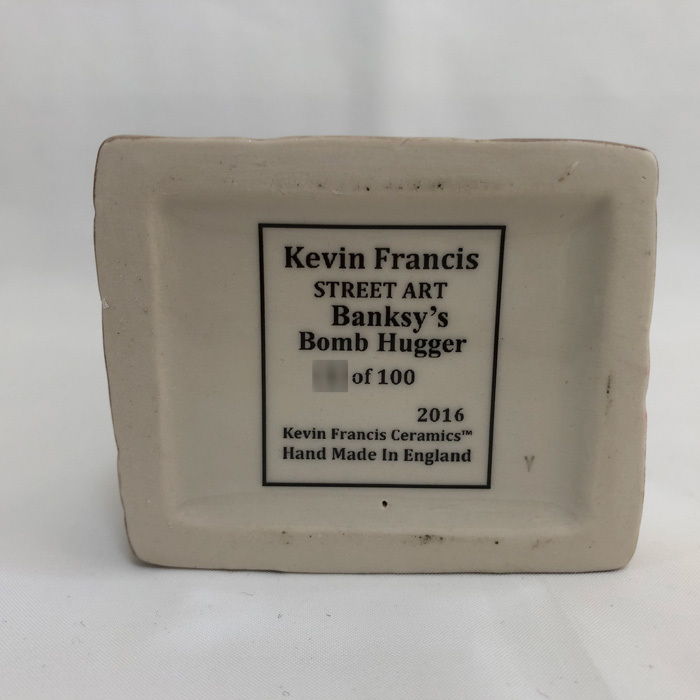 Kevin Francis
STREET ART
Banksy's
Bomb Hugger
of 100
2016
Kevin Francis Ceramics™
Hand Made In England
Y